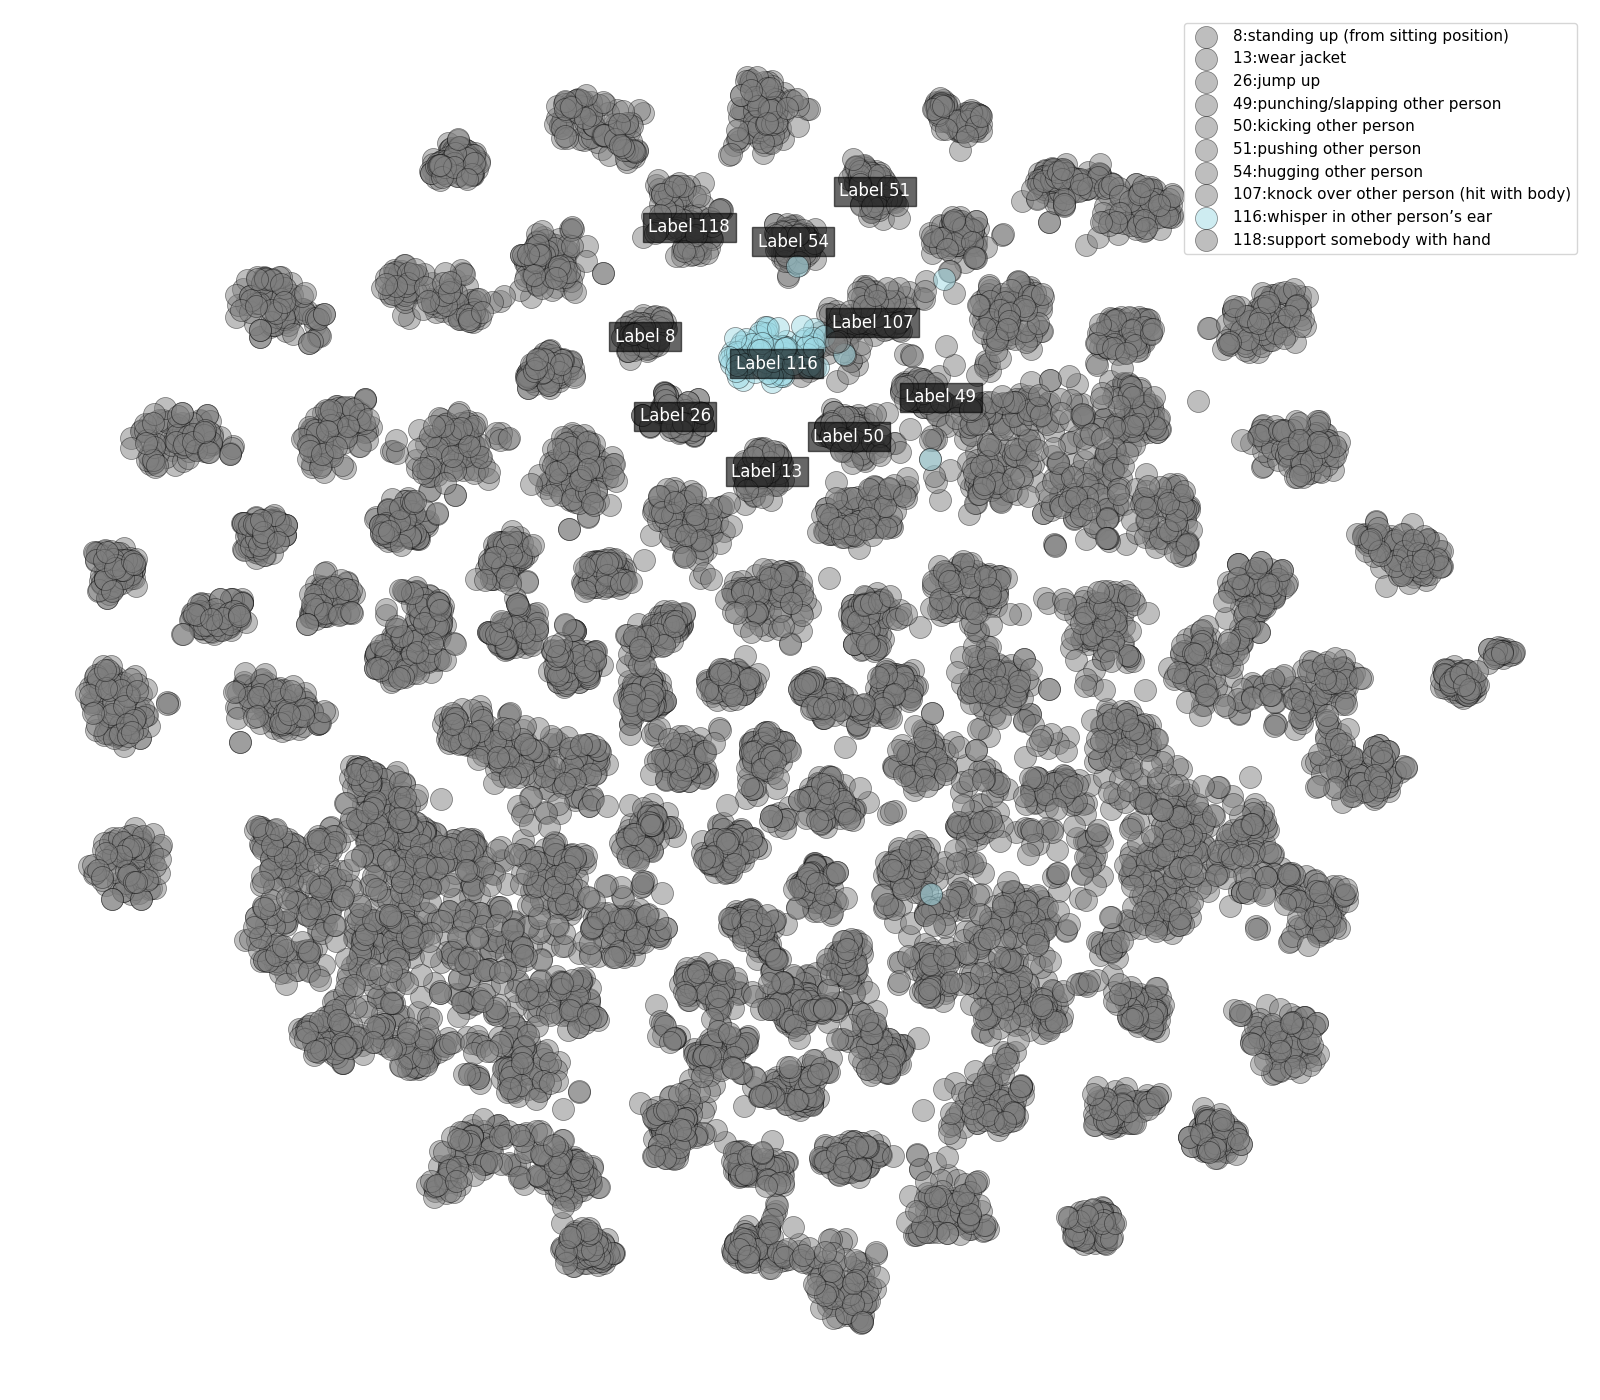 8:standing up (from sitting position)
13:wear jacket
26:jump up
49:punching/slapping other person
50:kicking other person
51:pushing other person
54:hugging other person
107:knock over other person (hit with body)
116:whisper in other person’s ear
118:support somebody with hand
Label 51
Label 118
Label 54
Label 107
Label 8
Label 116
Label 49
Label 26
Label 50
Label 13